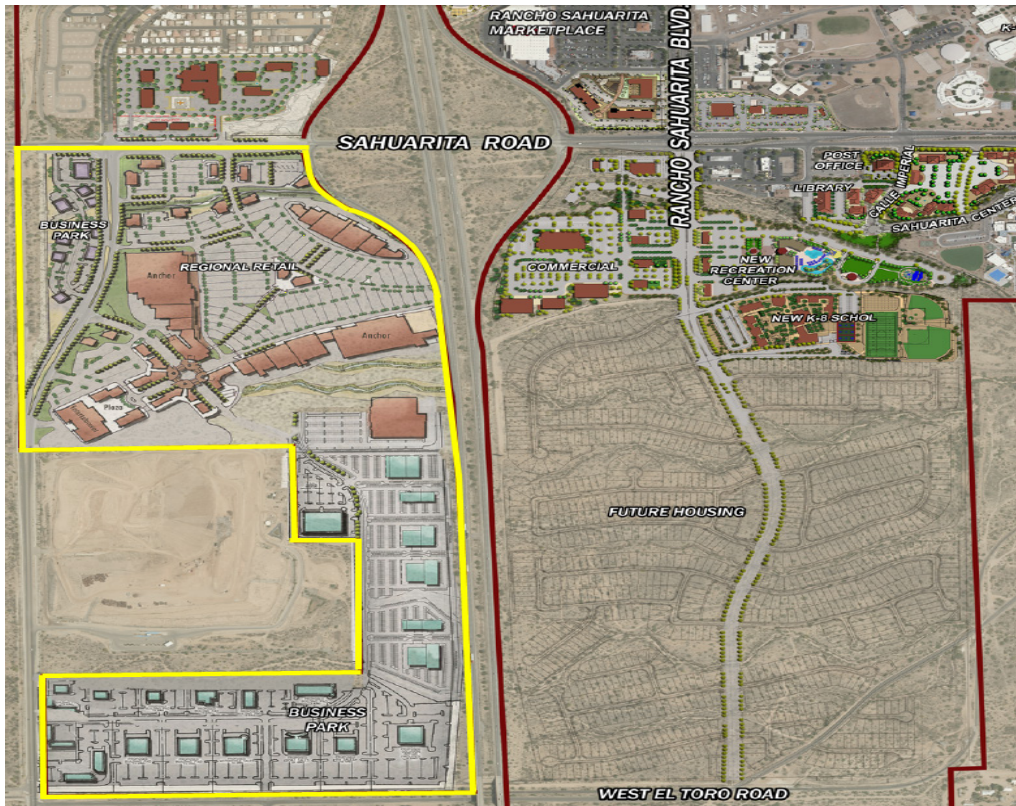 RANCHO SAHUARITA
MARKETPLACE
RANCHO SAHUARITA BLVD.
K-
SAHUARITA ROAD
POST
OFFICE
LIBRARY
CALLE IMPERIAL
SAHUARITA CENTER
BUSINESS
PARK
REGIONAL RETAIL
Anchor
COMMERCIAL
NEW
RECREATION
CENTER
NEW K-8 SCHOL
Anchor
Plaza
FUTURE HOUSING
BUSINESS
PARK
WEST EL TORO ROAD